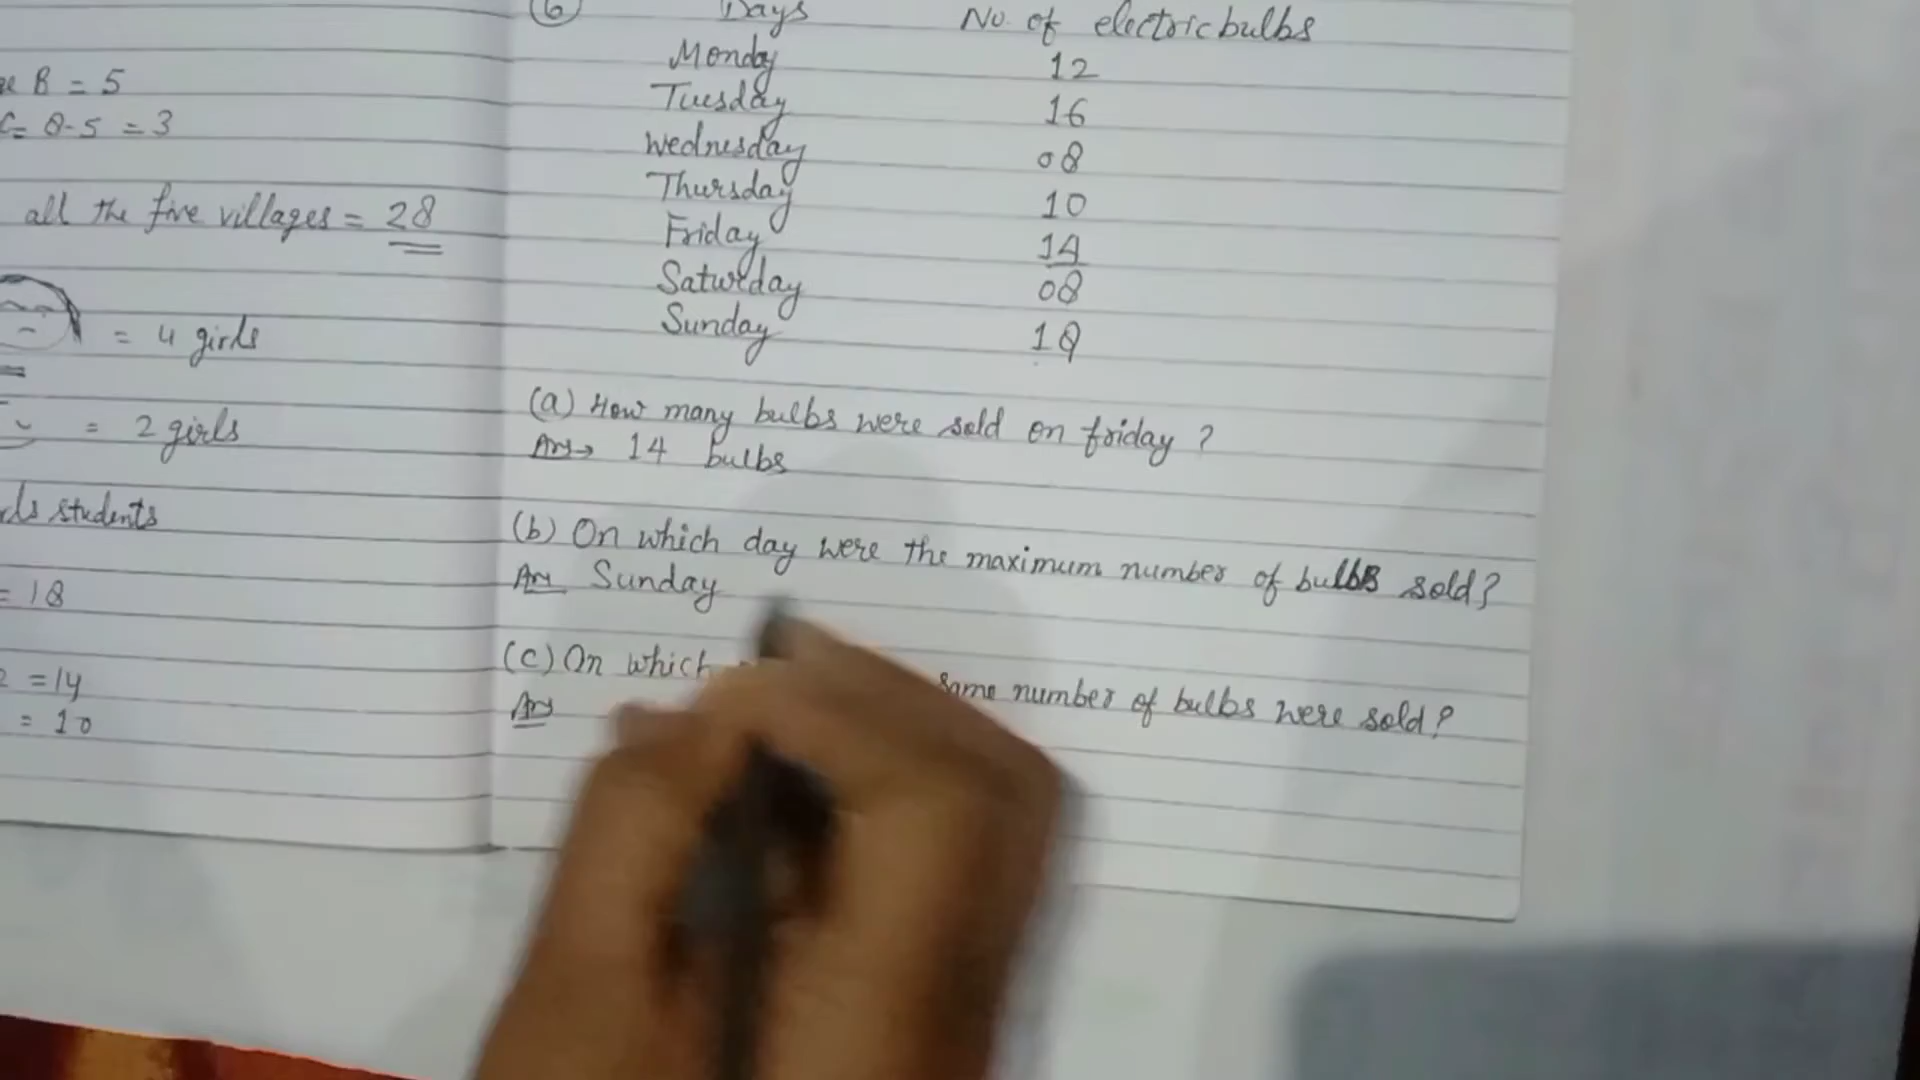 B = 5
C = 8-5 = 3
all the five villages = 28
= 4 girls
= 2 girls
students
= 18
2 = 14
= 10
6 Days No. of electric bulbs
Monday 12
Tuesday 16
Wednesday 08
Thursday 10
Friday 14
Saturday 08
Sunday 18
(a) How many bulbs were sold on friday ?
Ans→ 14 bulbs
(b) On which day were the maximum number of bulbs sold?
Ans Sunday
(c) On which same number of bulbs were sold?
Ans